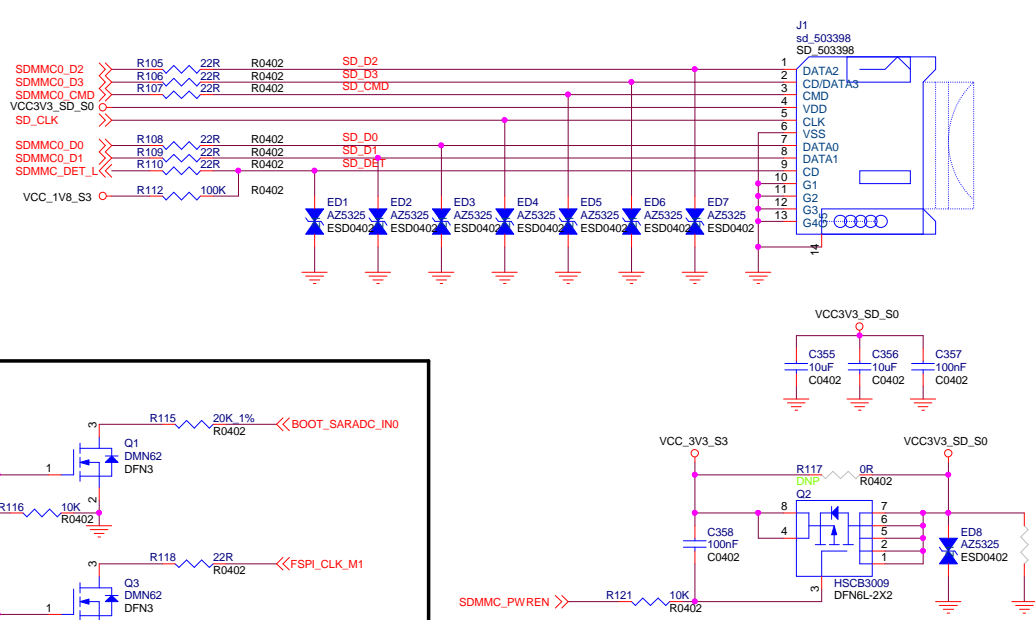 J1
sd_503398
SD_503398
SDMMC0_D2 R105 22R R0402 SD_D2 1 DATA2
SDMMC0_D3 R106 22R R0402 SD_D3 2 CD/DATA3
SDMMC0_CMD R107 22R R0402 SD_CMD 3 CMD
VCC3V3_SD_S0 4 VDD
SD_CLK 5 CLK
6 VSS
SDMMC0_D0 R108 22R R0402 SD_D0 7 DATA0
SDMMC0_D1 R109 22R R0402 SD_D1 8 DATA1
SDMMC_DET_L R110 22R R0402 SD_DET 9 CD
10 G1
VCC_1V8_S3 R112 100K R0402 11 G2
12 G3
13 G4 G5
14
ED1 ED2 ED3 ED4 ED5 ED6 ED7
AZ5325 AZ5325 AZ5325 AZ5325 AZ5325 AZ5325 AZ5325
ESD0402 ESD0402 ESD0402 ESD0402 ESD0402 ESD0402 ESD0402
VCC3V3_SD_S0
C355 C356 C357
10uF 10uF 100nF
C0402 C0402 C0402
R115 20K_1% BOOT_SARADC_IN0
R0402
3
Q1
DMN62
DFN3
1
2
R116 10K
R0402
R118 22R FSPI_CLK_M1
R0402
3
Q3
DMN62
DFN3
1
VCC_3V3_S3 VCC3V3_SD_S0
R117 0R
DNP R0402
Q2
8 7
6
4 5
2
1
3
HSCB3009
DFN6L-2X2
C358
100nF
C0402
ED8
AZ5325
ESD0402
SDMMC_PWREN R121 10K
R0402